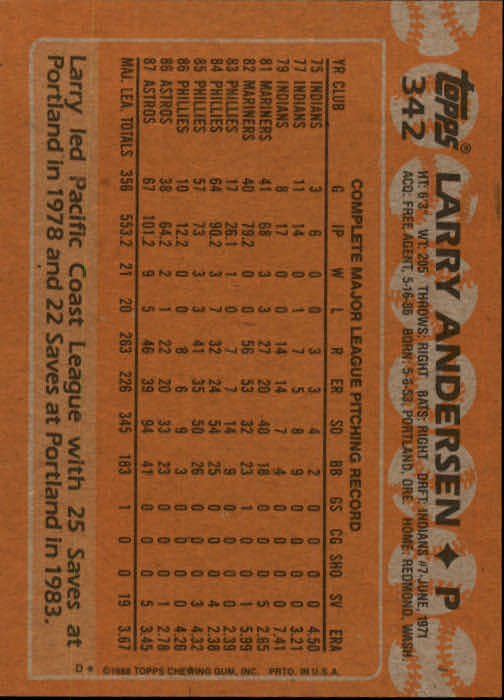 Topps® LARRY ANDERSEN ◆ P
342
HT: 6'3" WT: 205 THROWS: RIGHT BATS: RIGHT DRFT: INDIANS #7-JUNE, 1971
ACQ: FREE AGENT, 5-16-86 BORN: 5-6-53, PORTLAND, ORE HOME: REDMOND, WASH.
COMPLETE MAJOR LEAGUE PITCHING RECORD
YR CLUB G IP W L R ER SO BB GS CG SHO SV ERA
75 INDIANS 3 6 0 0 3 3 4 2 0 0 0 0 4.50
77 INDIANS 11 14 0 1 7 5 8 9 0 0 0 0 3.21
79 INDIANS 8 17 0 0 14 14 7 4 0 0 0 0 7.41
81 MARINERS 41 68 3 3 27 20 40 18 0 0 0 5 2.65
82 MARINERS 40 79.2 0 0 56 53 32 23 1 0 0 1 5.99
83 PHILLIES 17 26.1 1 0 7 7 14 9 0 0 0 0 2.39
84 PHILLIES 64 90.2 3 7 32 24 54 25 0 0 0 4 2.38
85 PHILLIES 57 73 3 3 41 35 50 26 0 0 0 3 4.32
86 PHILLIES 10 12.2 0 0 8 6 9 3 0 0 0 0 4.26
86 ASTROS 38 64.2 2 1 22 20 33 23 0 0 0 1 2.78
87 ASTROS 67 101.2 9 5 46 39 94 41 0 0 0 5 3.45
MAJ. LEA. TOTALS 356 553.2 21 20 263 226 345 183 1 0 0 19 3.67
Larry led Pacific Coast League with 25 Saves at
Portland in 1978 and 22 Saves at Portland in 1983.
D* ©1988 TOPPS CHEWING GUM, INC. PRTD. IN U.S.A.